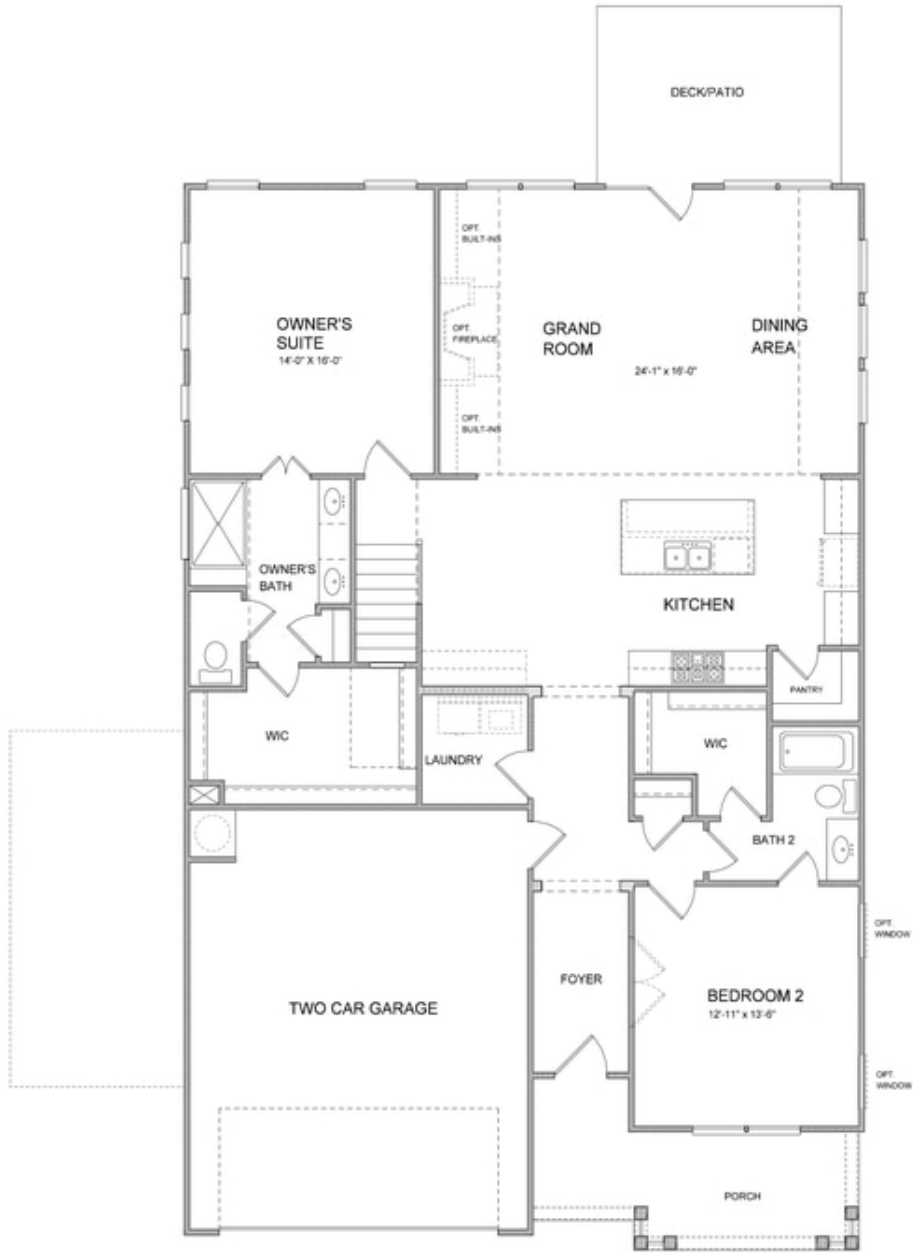 DECK/PATIO
OPT.
BUILT-INS
OWNER'S
SUITE
14'-0" X 16'-0"
OPT.
FIREPLACE
GRAND
ROOM
DINING
AREA
24'-1" x 16'-0"
OPT.
BUILT-INS
OWNER'S
BATH
KITCHEN
PANTRY
WIC
LAUNDRY
WIC
BATH 2
OPT.
WINDOW
FOYER
BEDROOM 2
12'-11" x 13'-6"
TWO CAR GARAGE
OPT.
WINDOW
PORCH